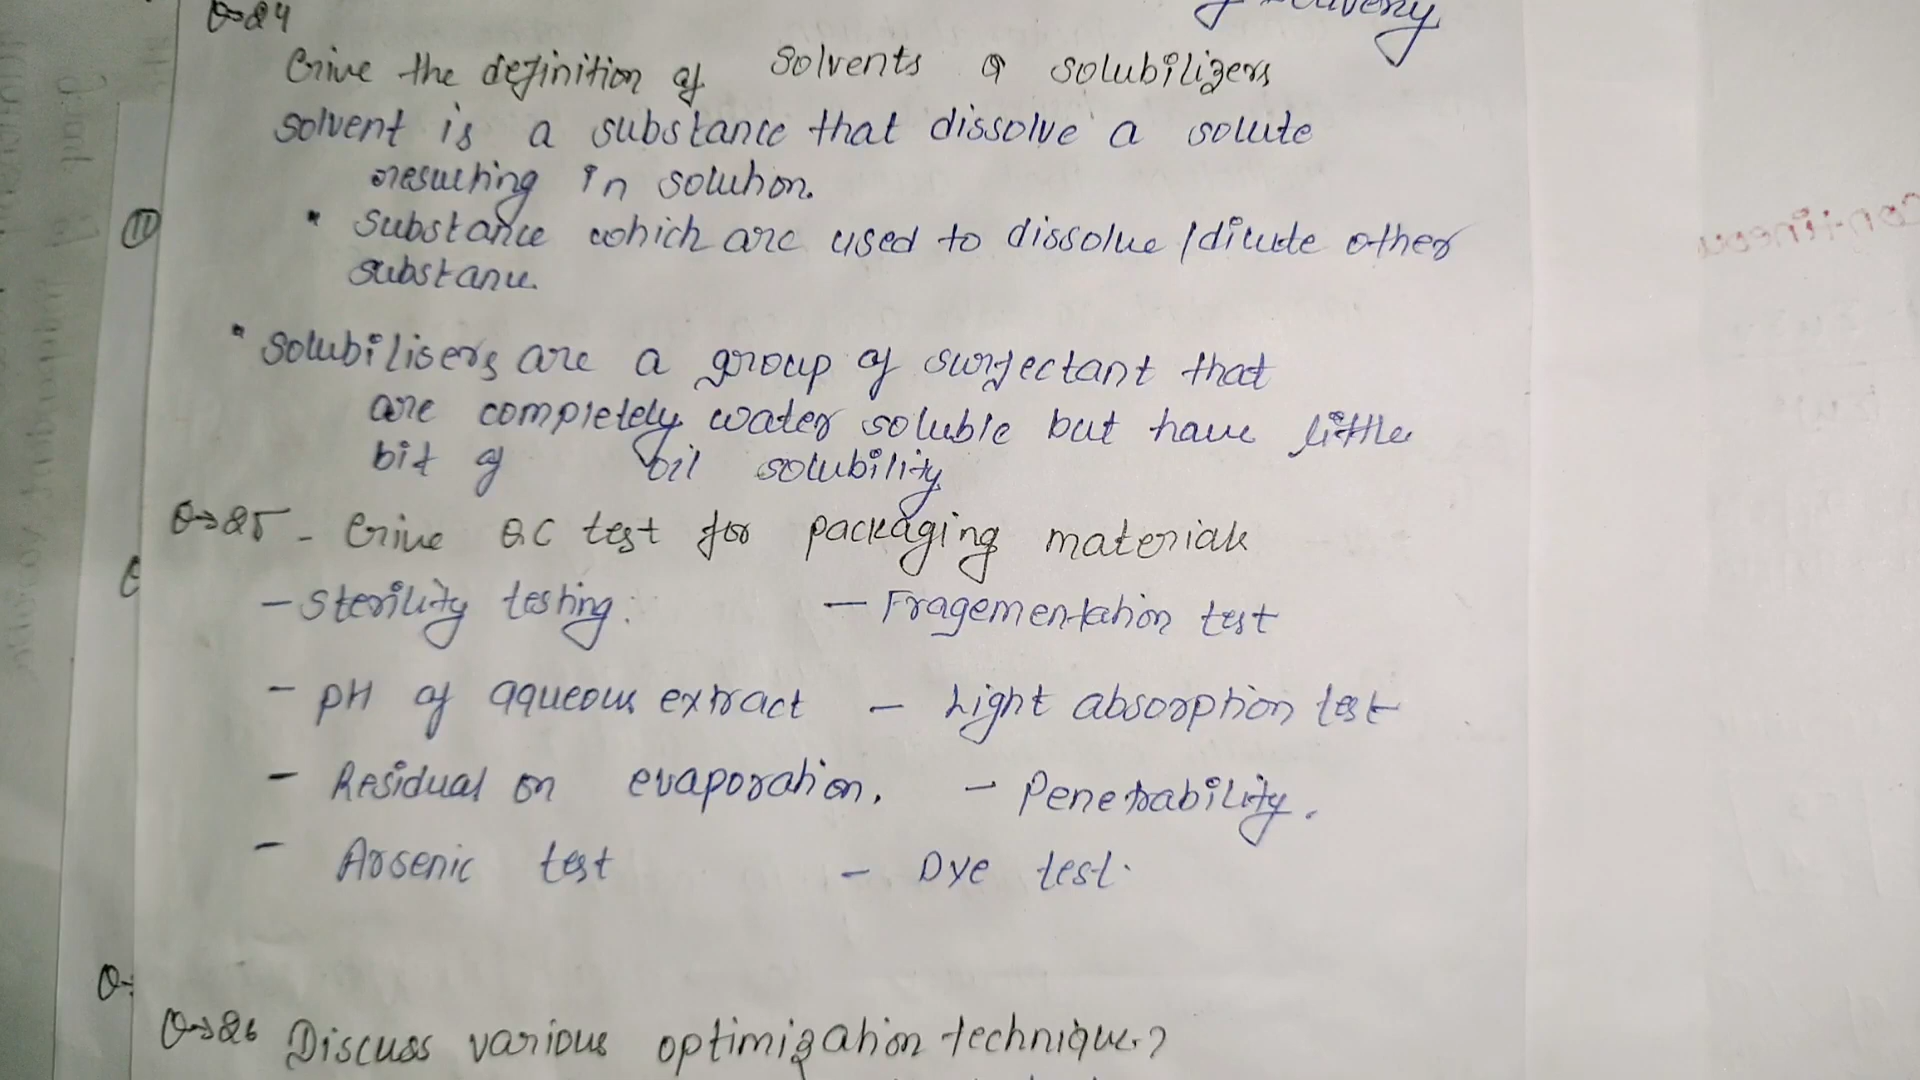 Q→24
Give the definition of solvents & solubilizers
solvent is a substance that dissolve a solute
resulting in solution.
• substance which are used to dissolve / dilute other
substance.
• solubilisers are a group of surfectant that
are completely water soluble but have little
bit of oil solubility
Q→25 - Give QC test for packaging materials
- Sterility testing. - Fragementation test
- pH of aqueous extract - Light absorption test
- Residual on evaporation. - Penetrability.
- Arsenic test - Dye test.
Q→26 Discuss various optimization technique?